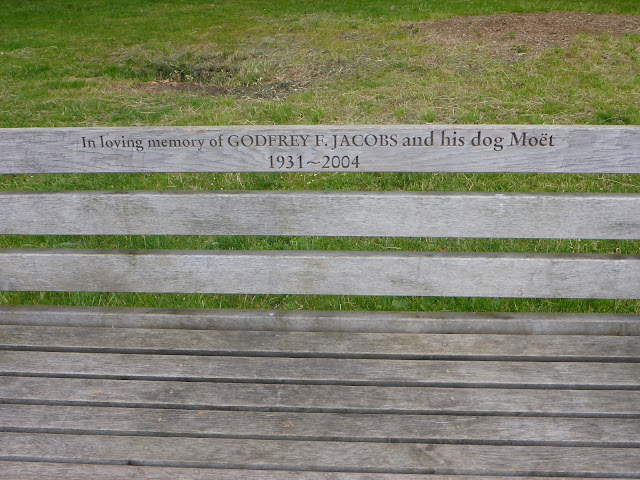 In loving memory of GODFREY F. JACOBS and his dog Moët
1931~2004